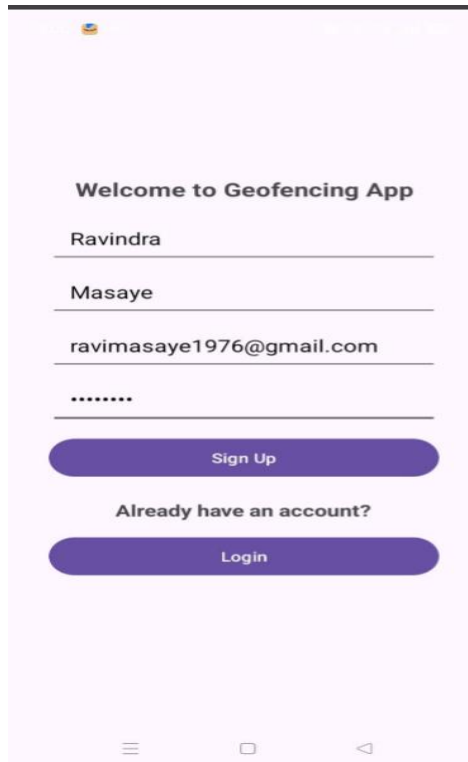 Welcome to Geofencing App
Ravindra
Masaye
ravimasaye1976@gmail.com
••••••••
Sign Up
Already have an account?
Login